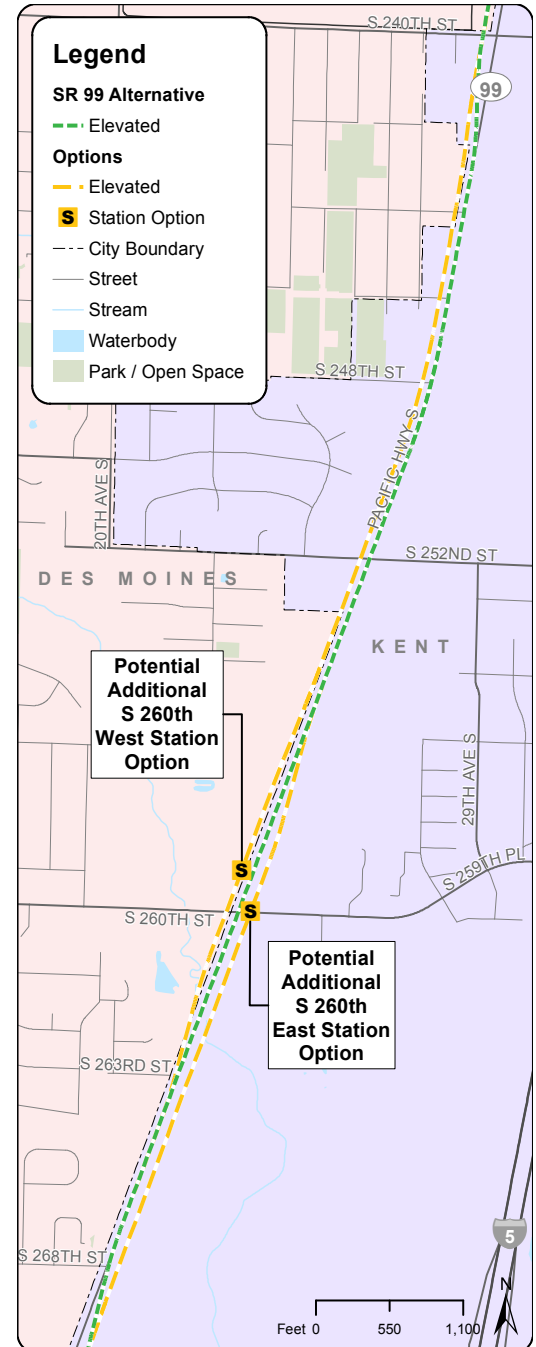 S 240TH ST
Legend
SR 99 Alternative
Elevated
Options
Elevated
S Station Option
City Boundary
Street
Stream
Waterbody
Park / Open Space
99
S 248TH ST
PACIFIC HWY S
20TH AVE S
S 252ND ST
DES MOINES
KENT
Potential
Additional
S 260th
West Station
Option
29TH AVE S
S 259TH PL
S
S
S 260TH ST
Potential
Additional
S 260th
East Station
Option
S 263RD ST
5
S 268TH ST
N
Feet 0 550 1,100